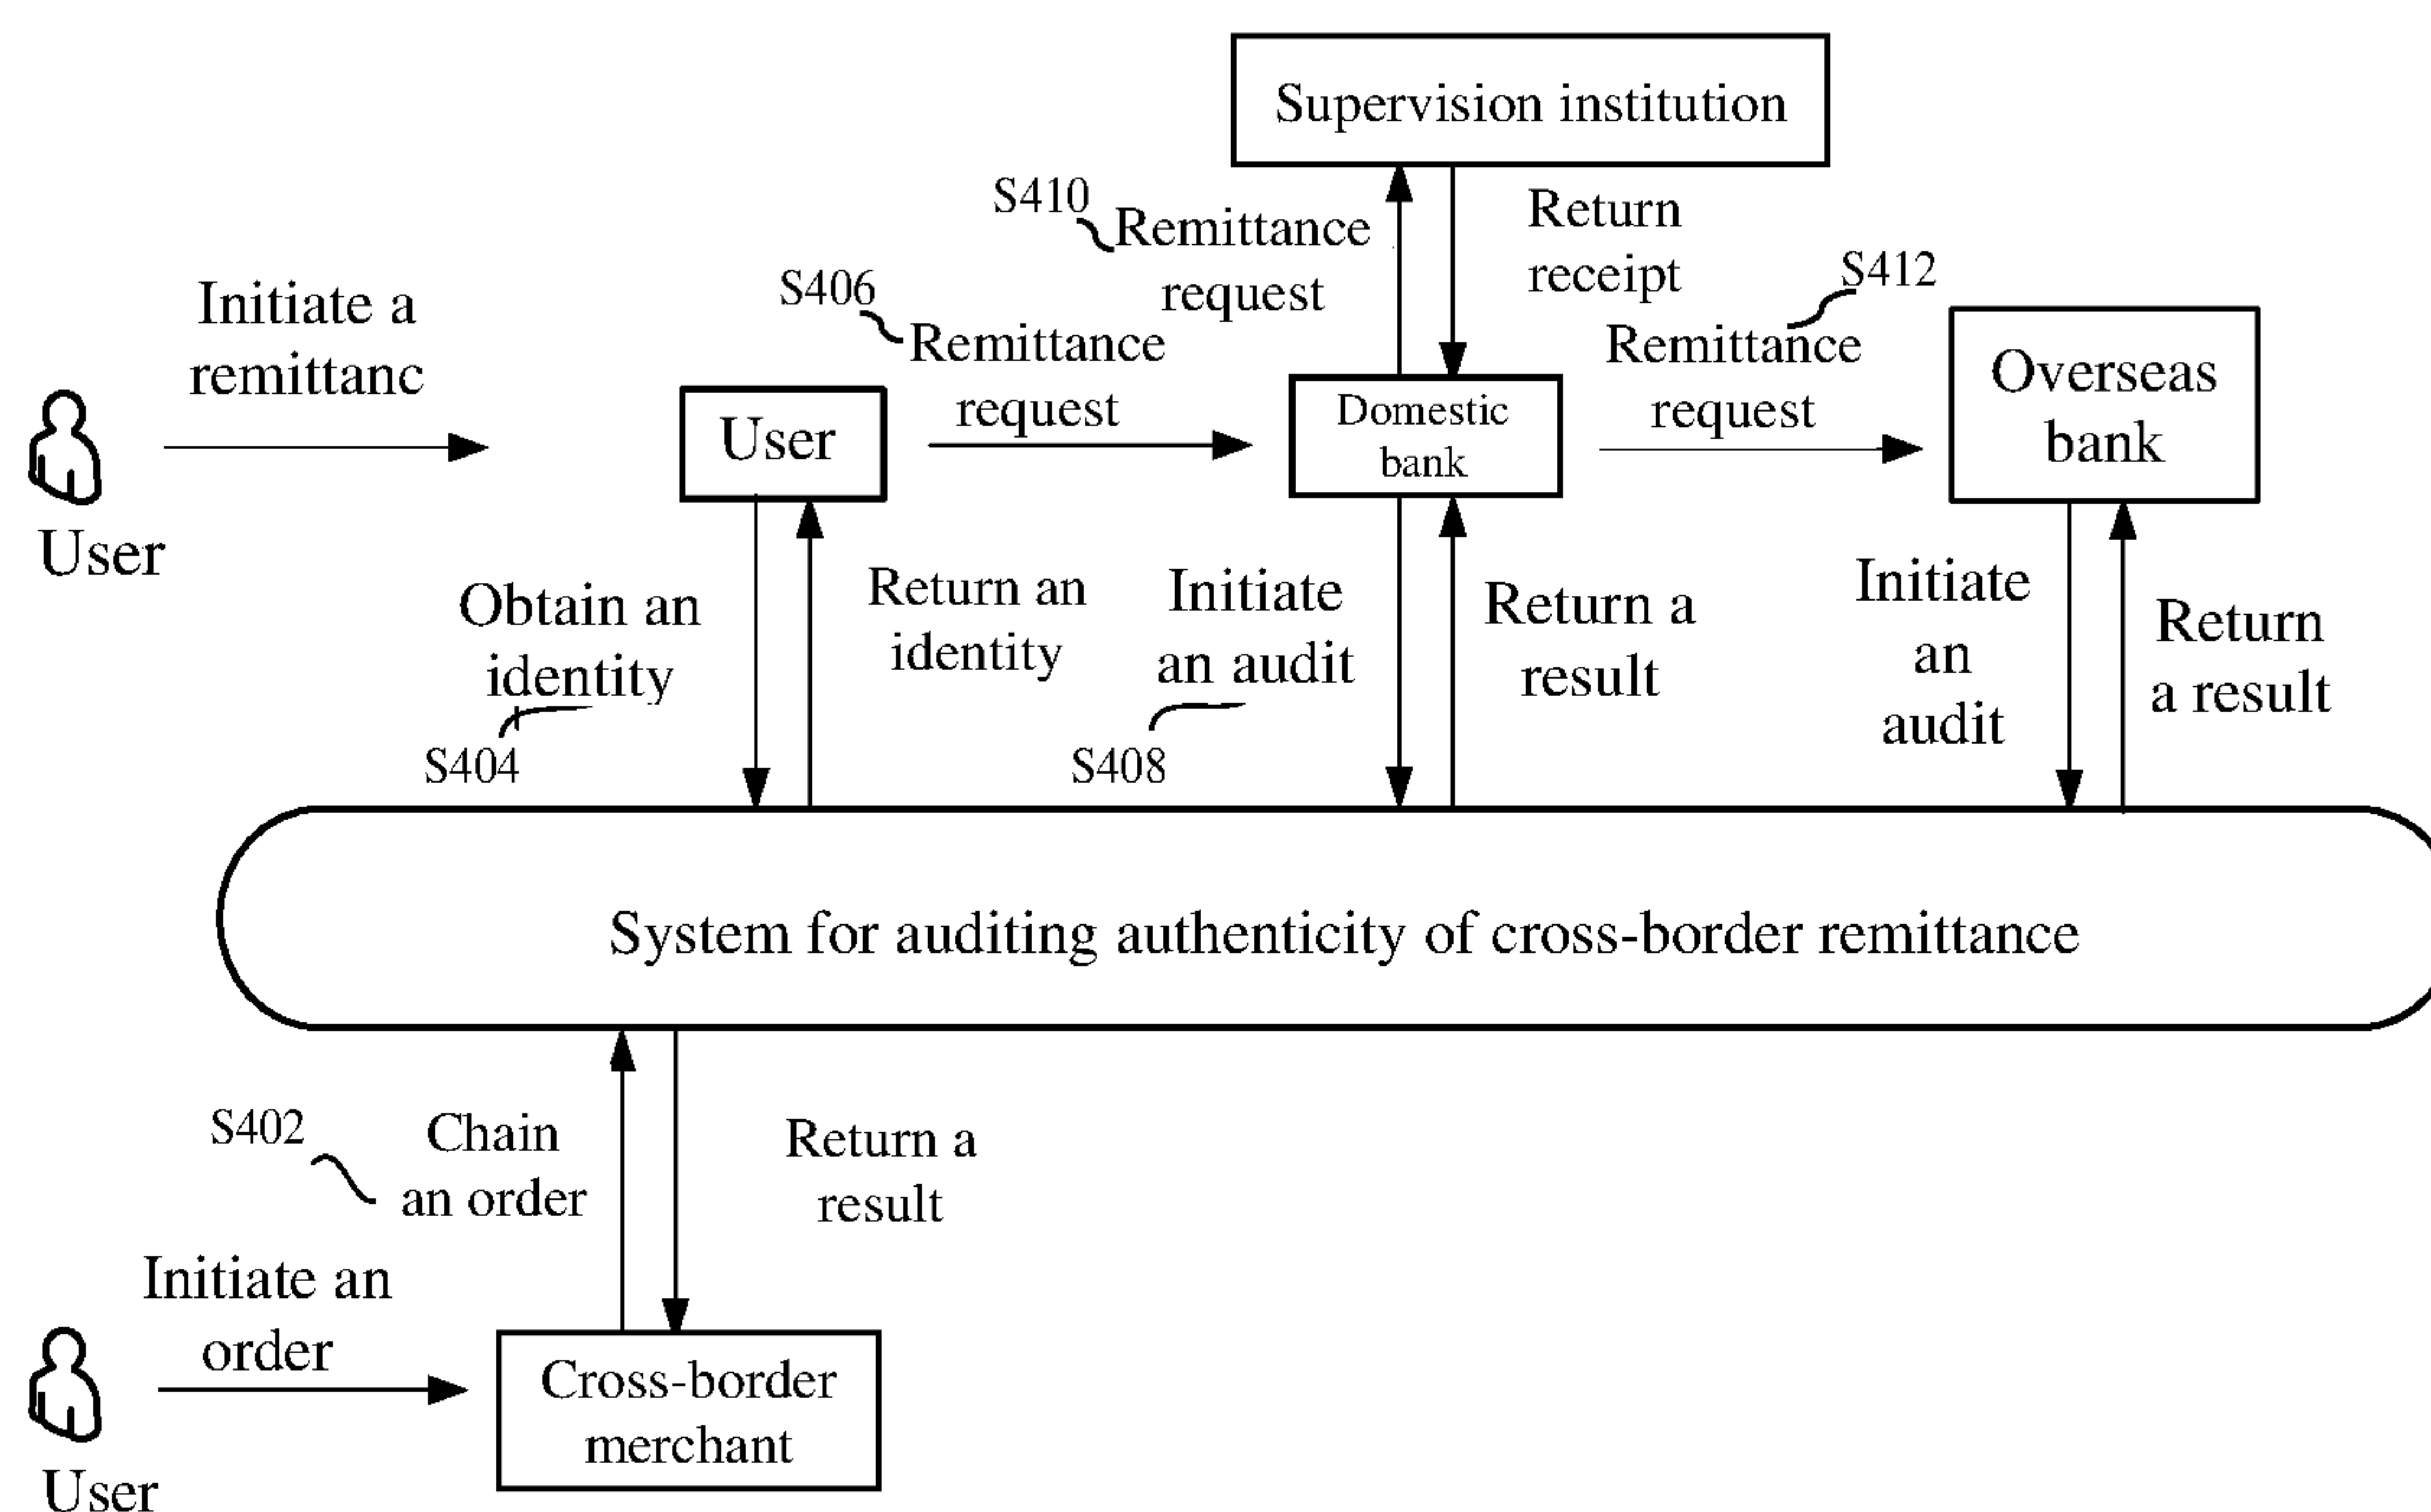 Supervision institution
S410
Remittance
request
Return
receipt
S406
Remittance
request
S412
Remittance
request
Initiate a
remittanc
User
User
Domestic
bank
Overseas
bank
Obtain an
identity
S404
Return an
identity
Initiate
an audit
S408
Return a
result
Initiate
an
audit
Return
a result
System for auditing authenticity of cross-border remittance
S402
Chain
an order
Return a
result
Initiate an
order
User
Cross-border
merchant